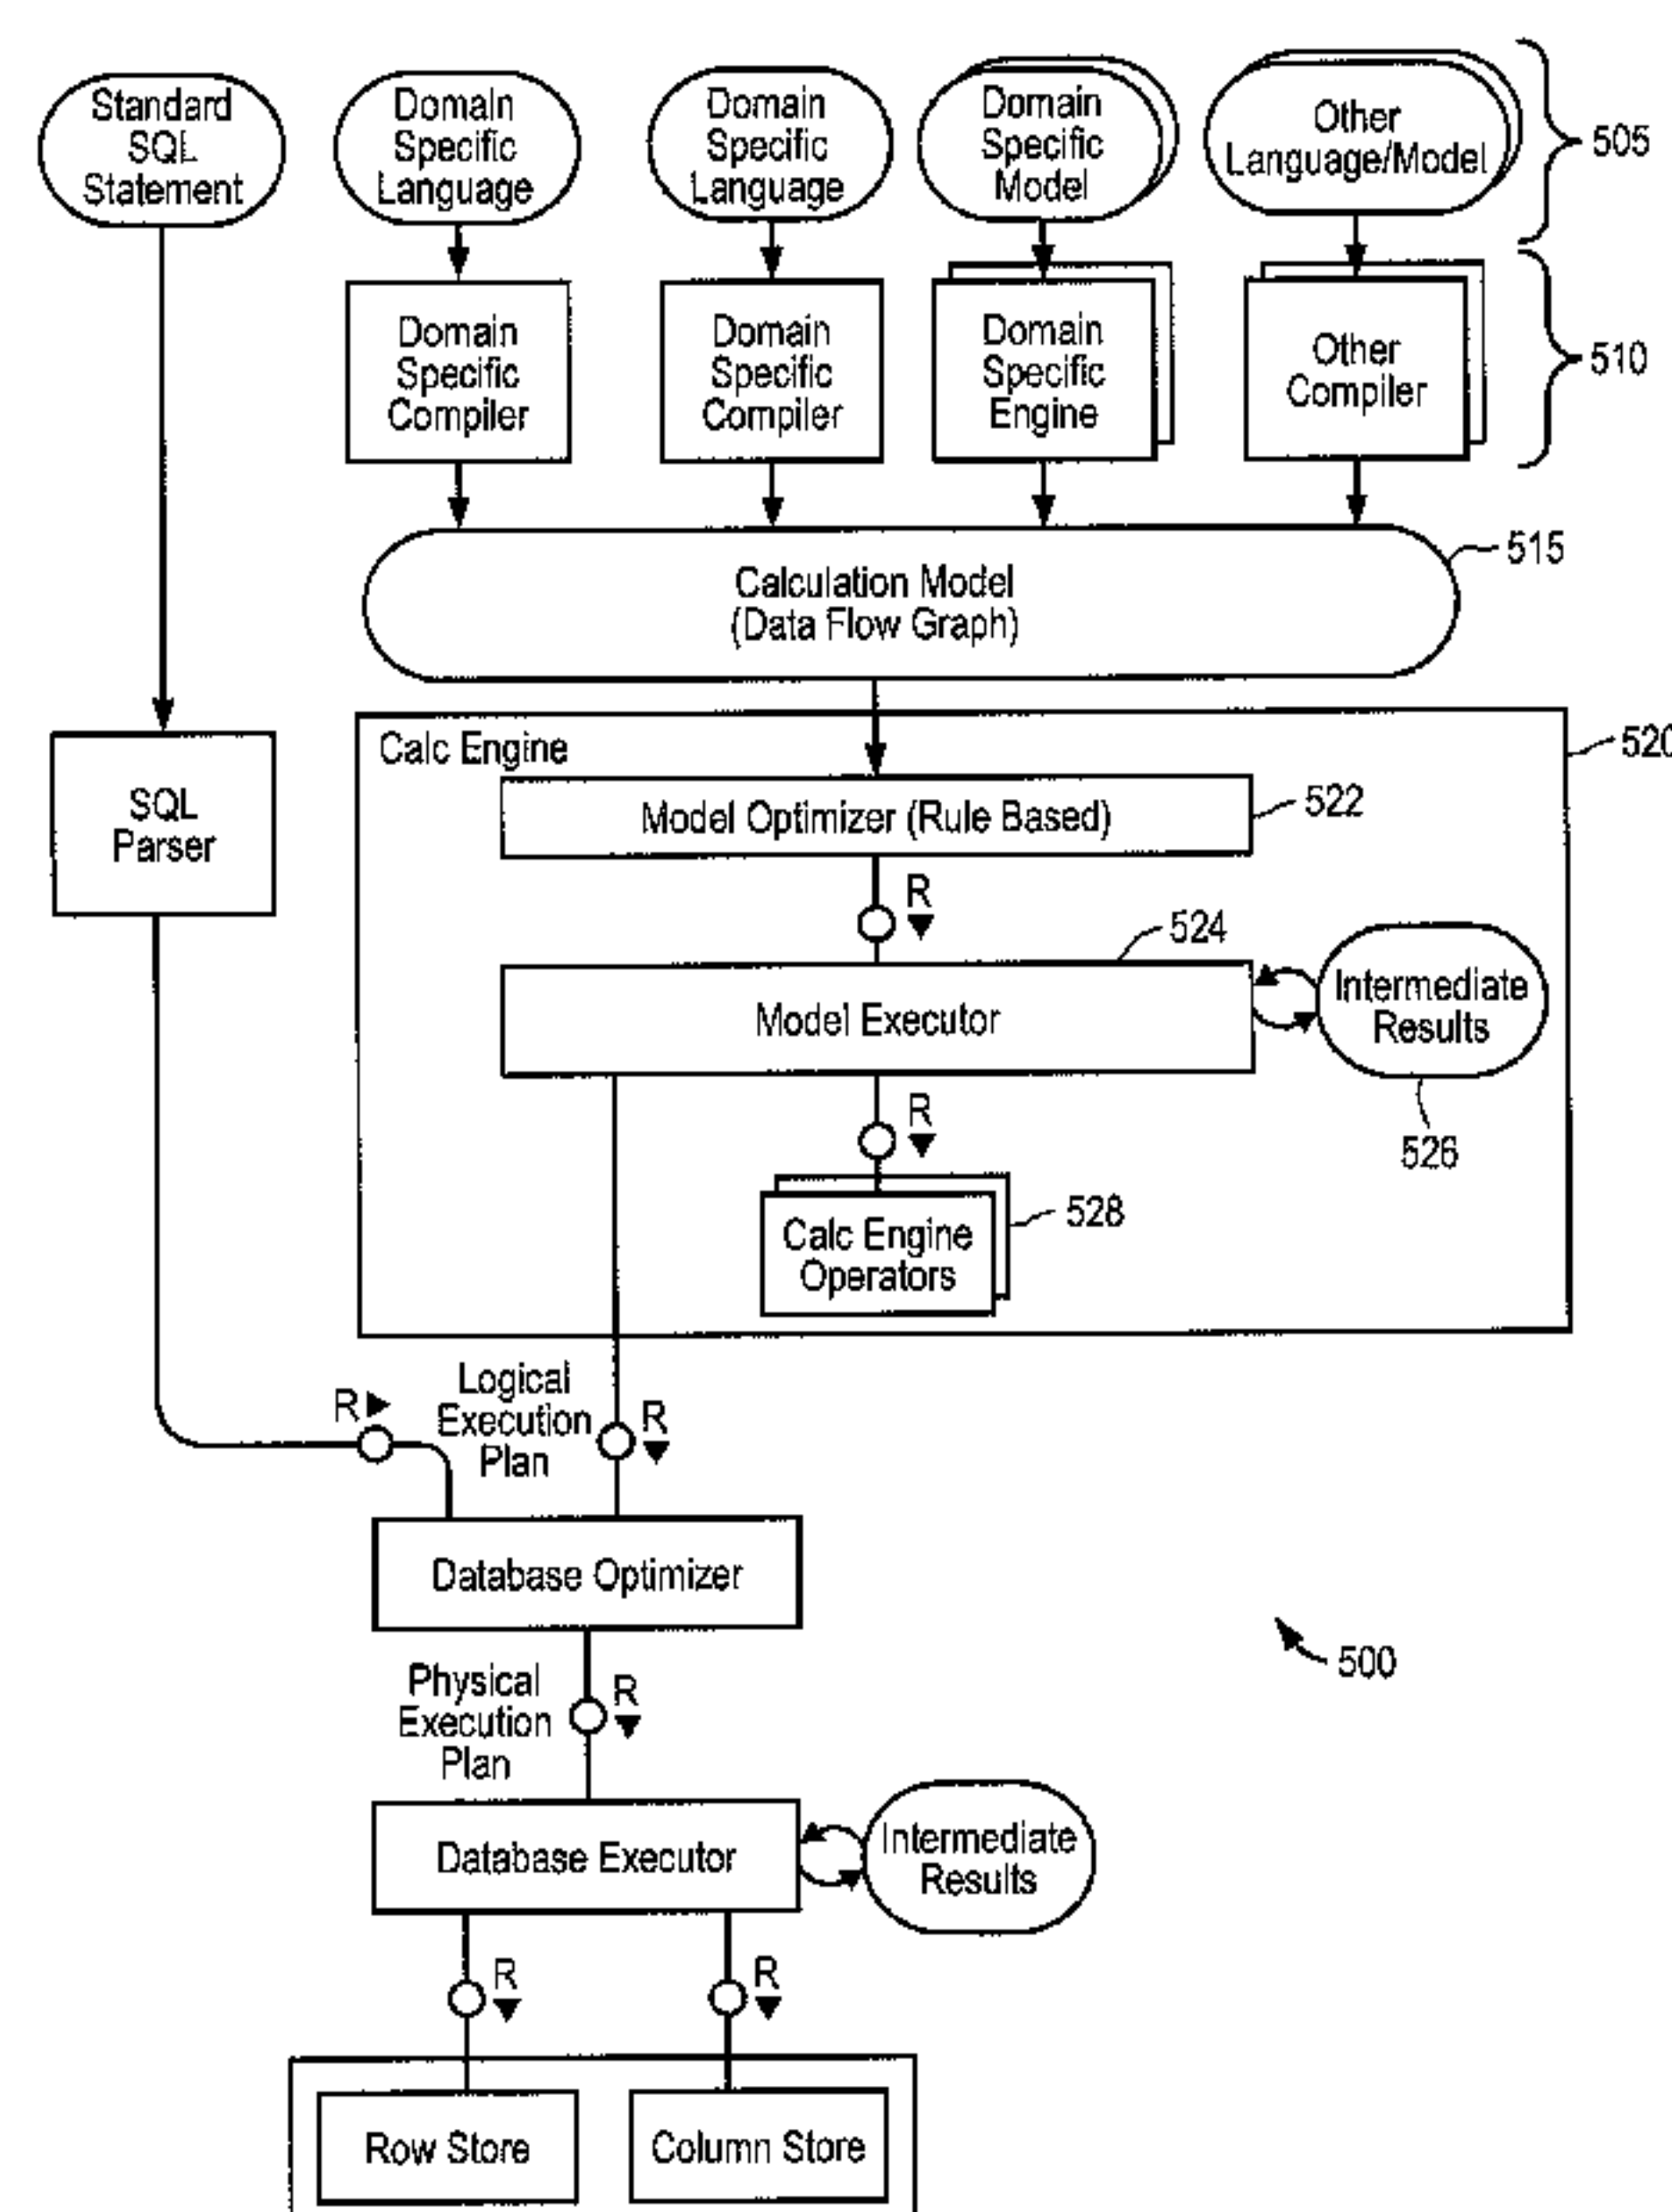 Standard
SQL
Statement
Domain
Specific
Language
Domain
Specific
Language
Domain
Specific
Model
Other
Language/Model
505
Domain
Specific
Compiler
Domain
Specific
Compiler
Domain
Specific
Engine
Other
Compiler
510
Calculation Model
(Data Flow Graph)
515
SQL
Parser
Calc Engine
520
Model Optimizer (Rule Based)
522
R
524
Model Executor
Intermediate
Results
526
R
Calc Engine
Operators
528
R
Logical
Execution
Plan
R
Database Optimizer
500
Physical
Execution
Plan
R
Database Executor
Intermediate
Results
R
R
Row Store
Column Store